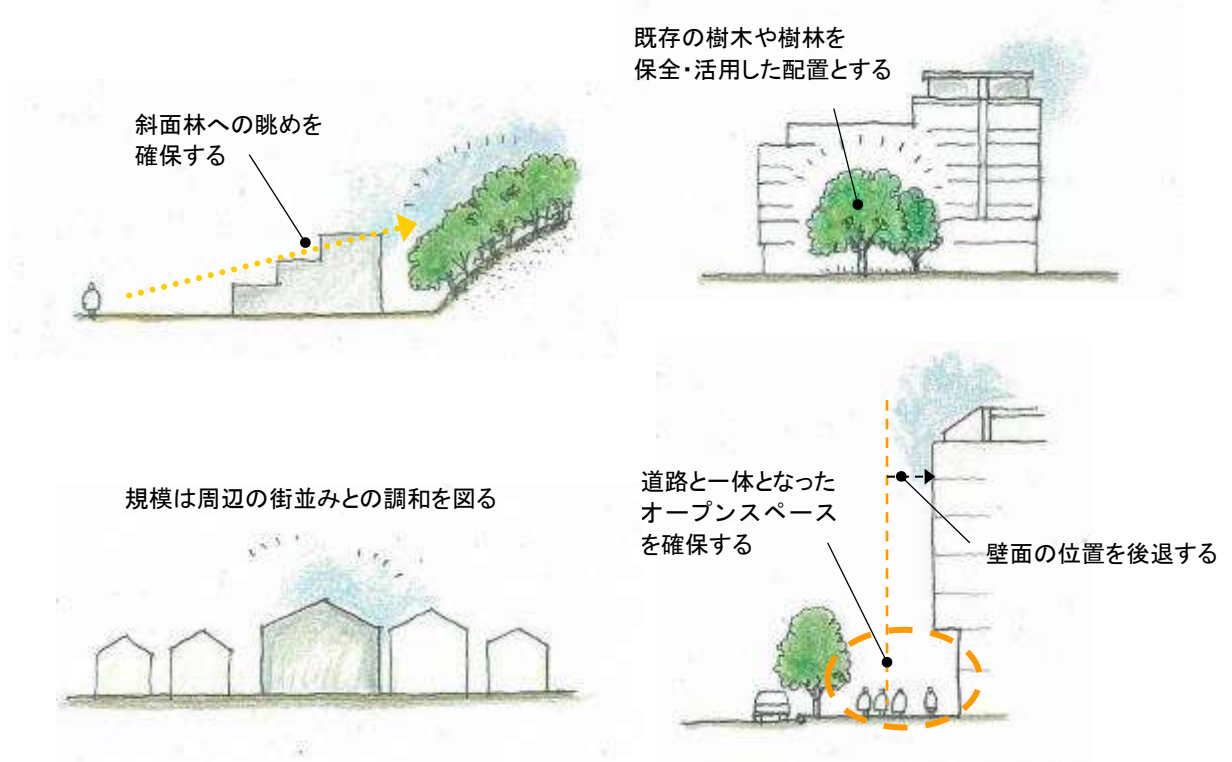 斜面林への眺めを
確保する
既存の樹木や樹林を
保全・活用した配置とする
規模は周辺の街並みとの調和を図る
道路と一体となった
オープンスペース
を確保する
壁面の位置を後退する